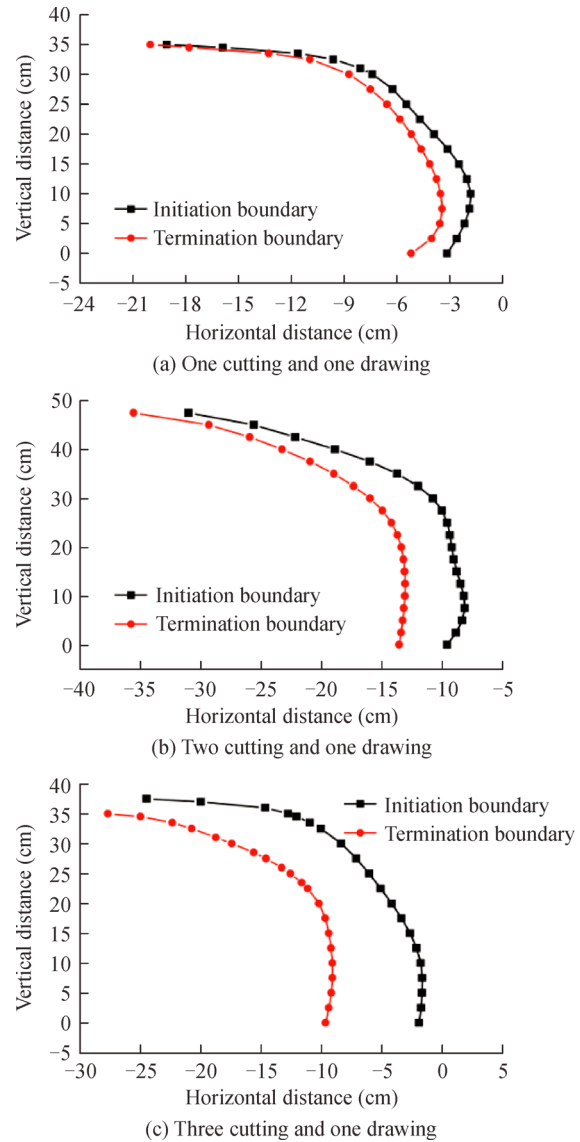 40
35
30
25
20
15
10
5
0
−5
Vertical distance (cm)
Initiation boundary
Termination boundary
−24 −21 −18 −15 −12 −9 −6 −3 0
Horizontal distance (cm)
(a) One cutting and one drawing
50
40
30
20
10
0
Vertical distance (cm)
Initiation boundary
Termination boundary
−40 −35 −30 −25 −20 −15 −10 −5
Horizontal distance (cm)
(b) Two cutting and one drawing
40
35
30
25
20
15
10
5
0
−5
Vertical distance (cm)
Initiation boundary
Termination boundary
−30 −25 −20 −15 −10 −5 0 5
Horizontal distance (cm)
(c) Three cutting and one drawing